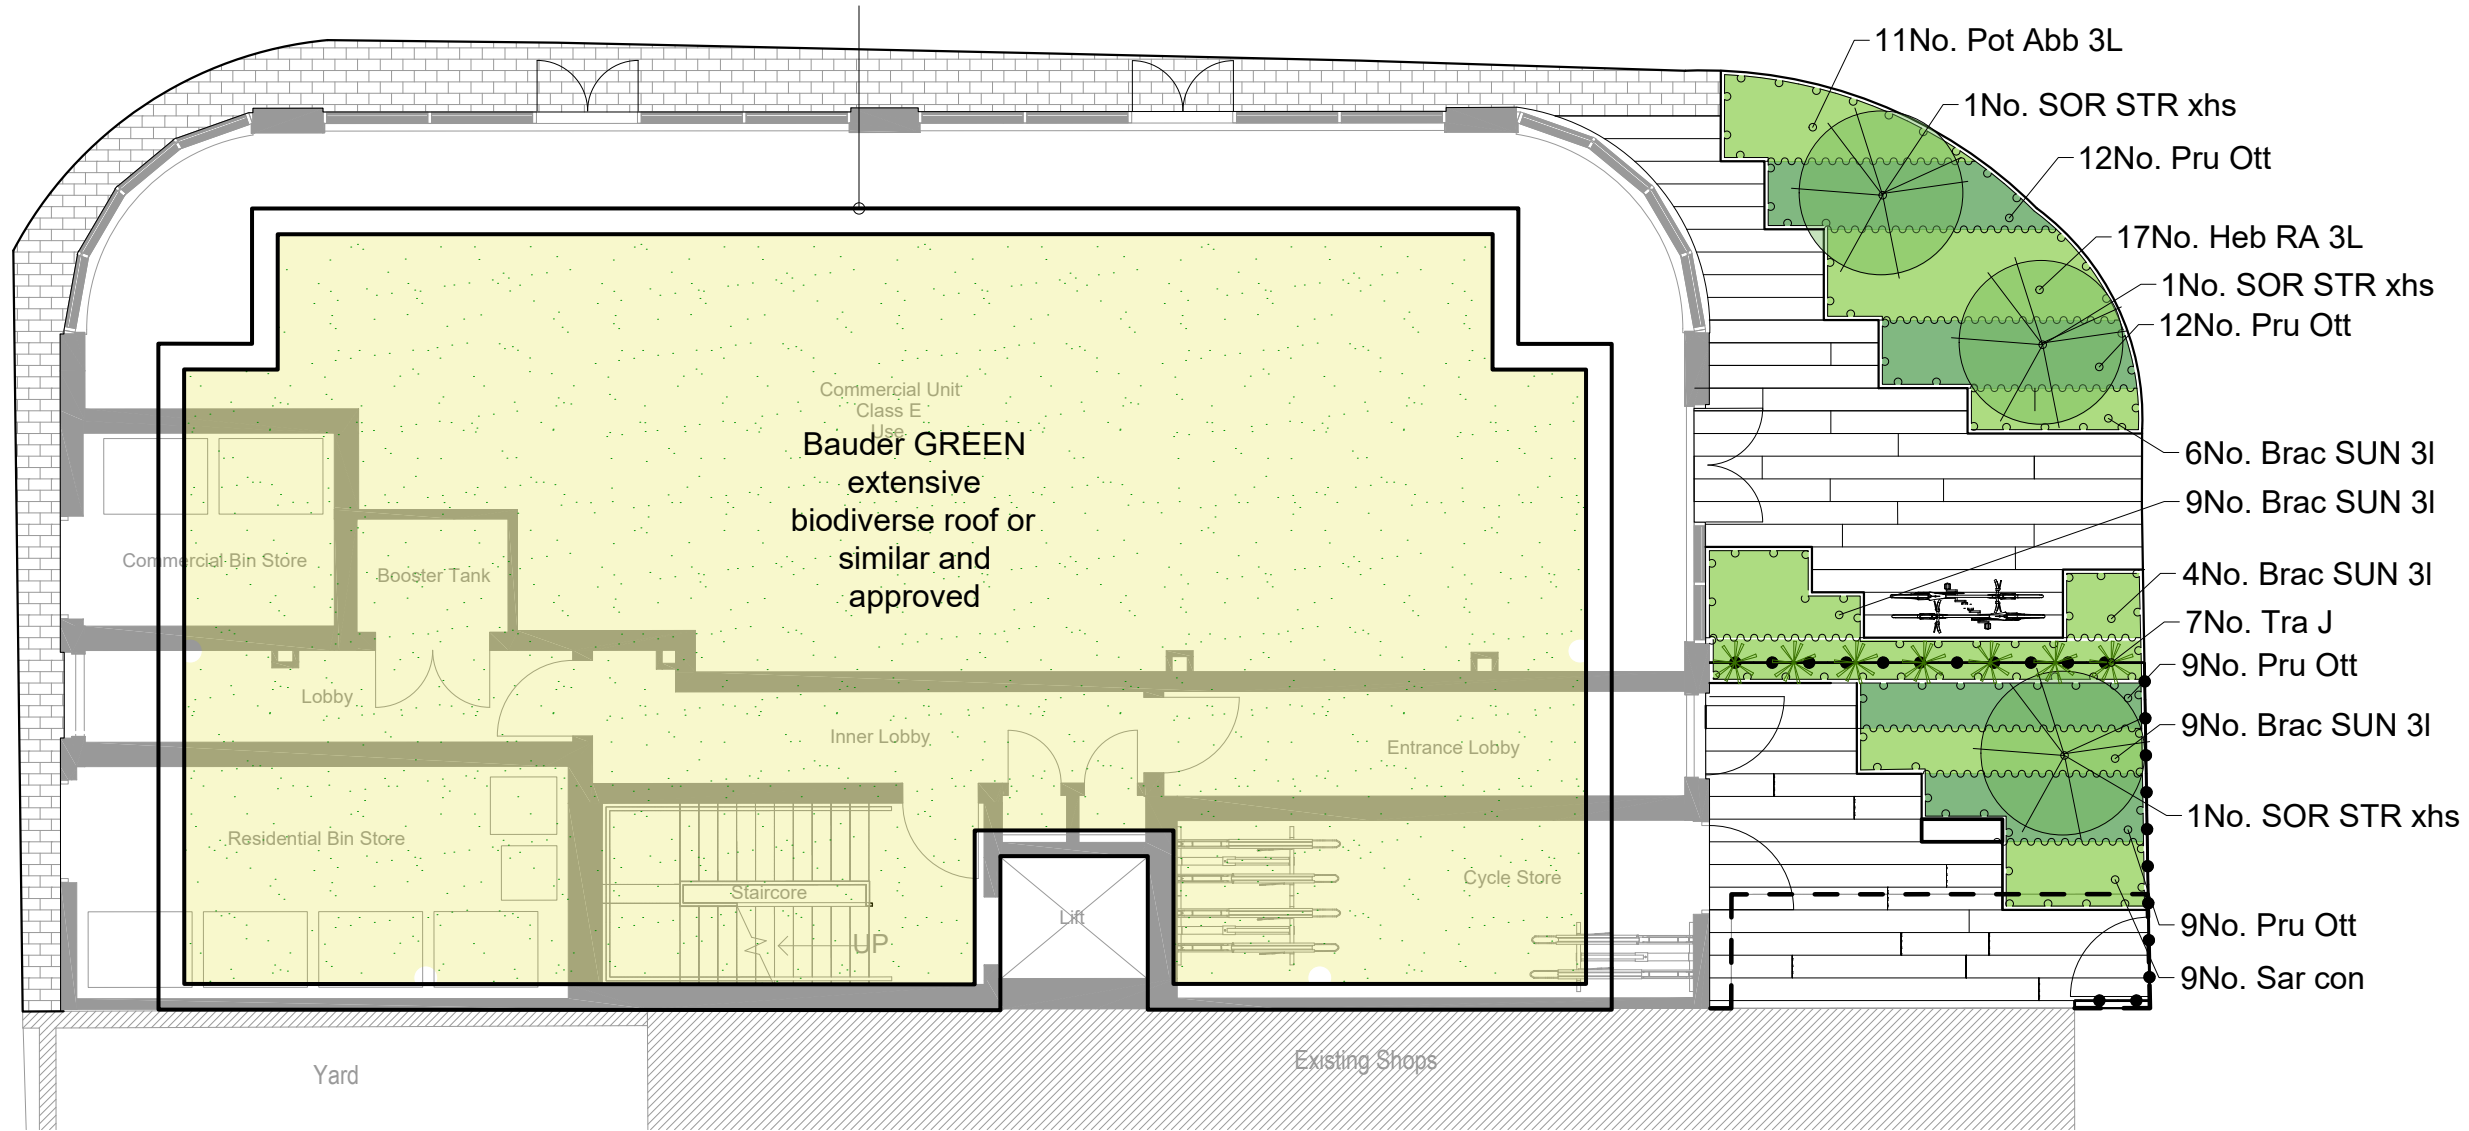 11No. Pot Abb 3L
1No. SOR STR xhs
12No. Pru Ott
17No. Heb RA 3L
1No. SOR STR xhs
12No. Pru Ott
6No. Brac SUN 3l
9No. Brac SUN 3l
4No. Brac SUN 3l
7No. Tra J
9No. Pru Ott
9No. Brac SUN 3l
1No. SOR STR xhs
9No. Pru Ott
9No. Sar con
Commercial Unit
Class E
Use
Bauder GREEN
extensive
biodiverse roof or
similar and
approved
Commercial Bin Store
Booster Tank
Lobby
Inner Lobby
Entrance Lobby
Residential Bin Store
Staircore
UP
Lift
Cycle Store
Yard
Existing Shops